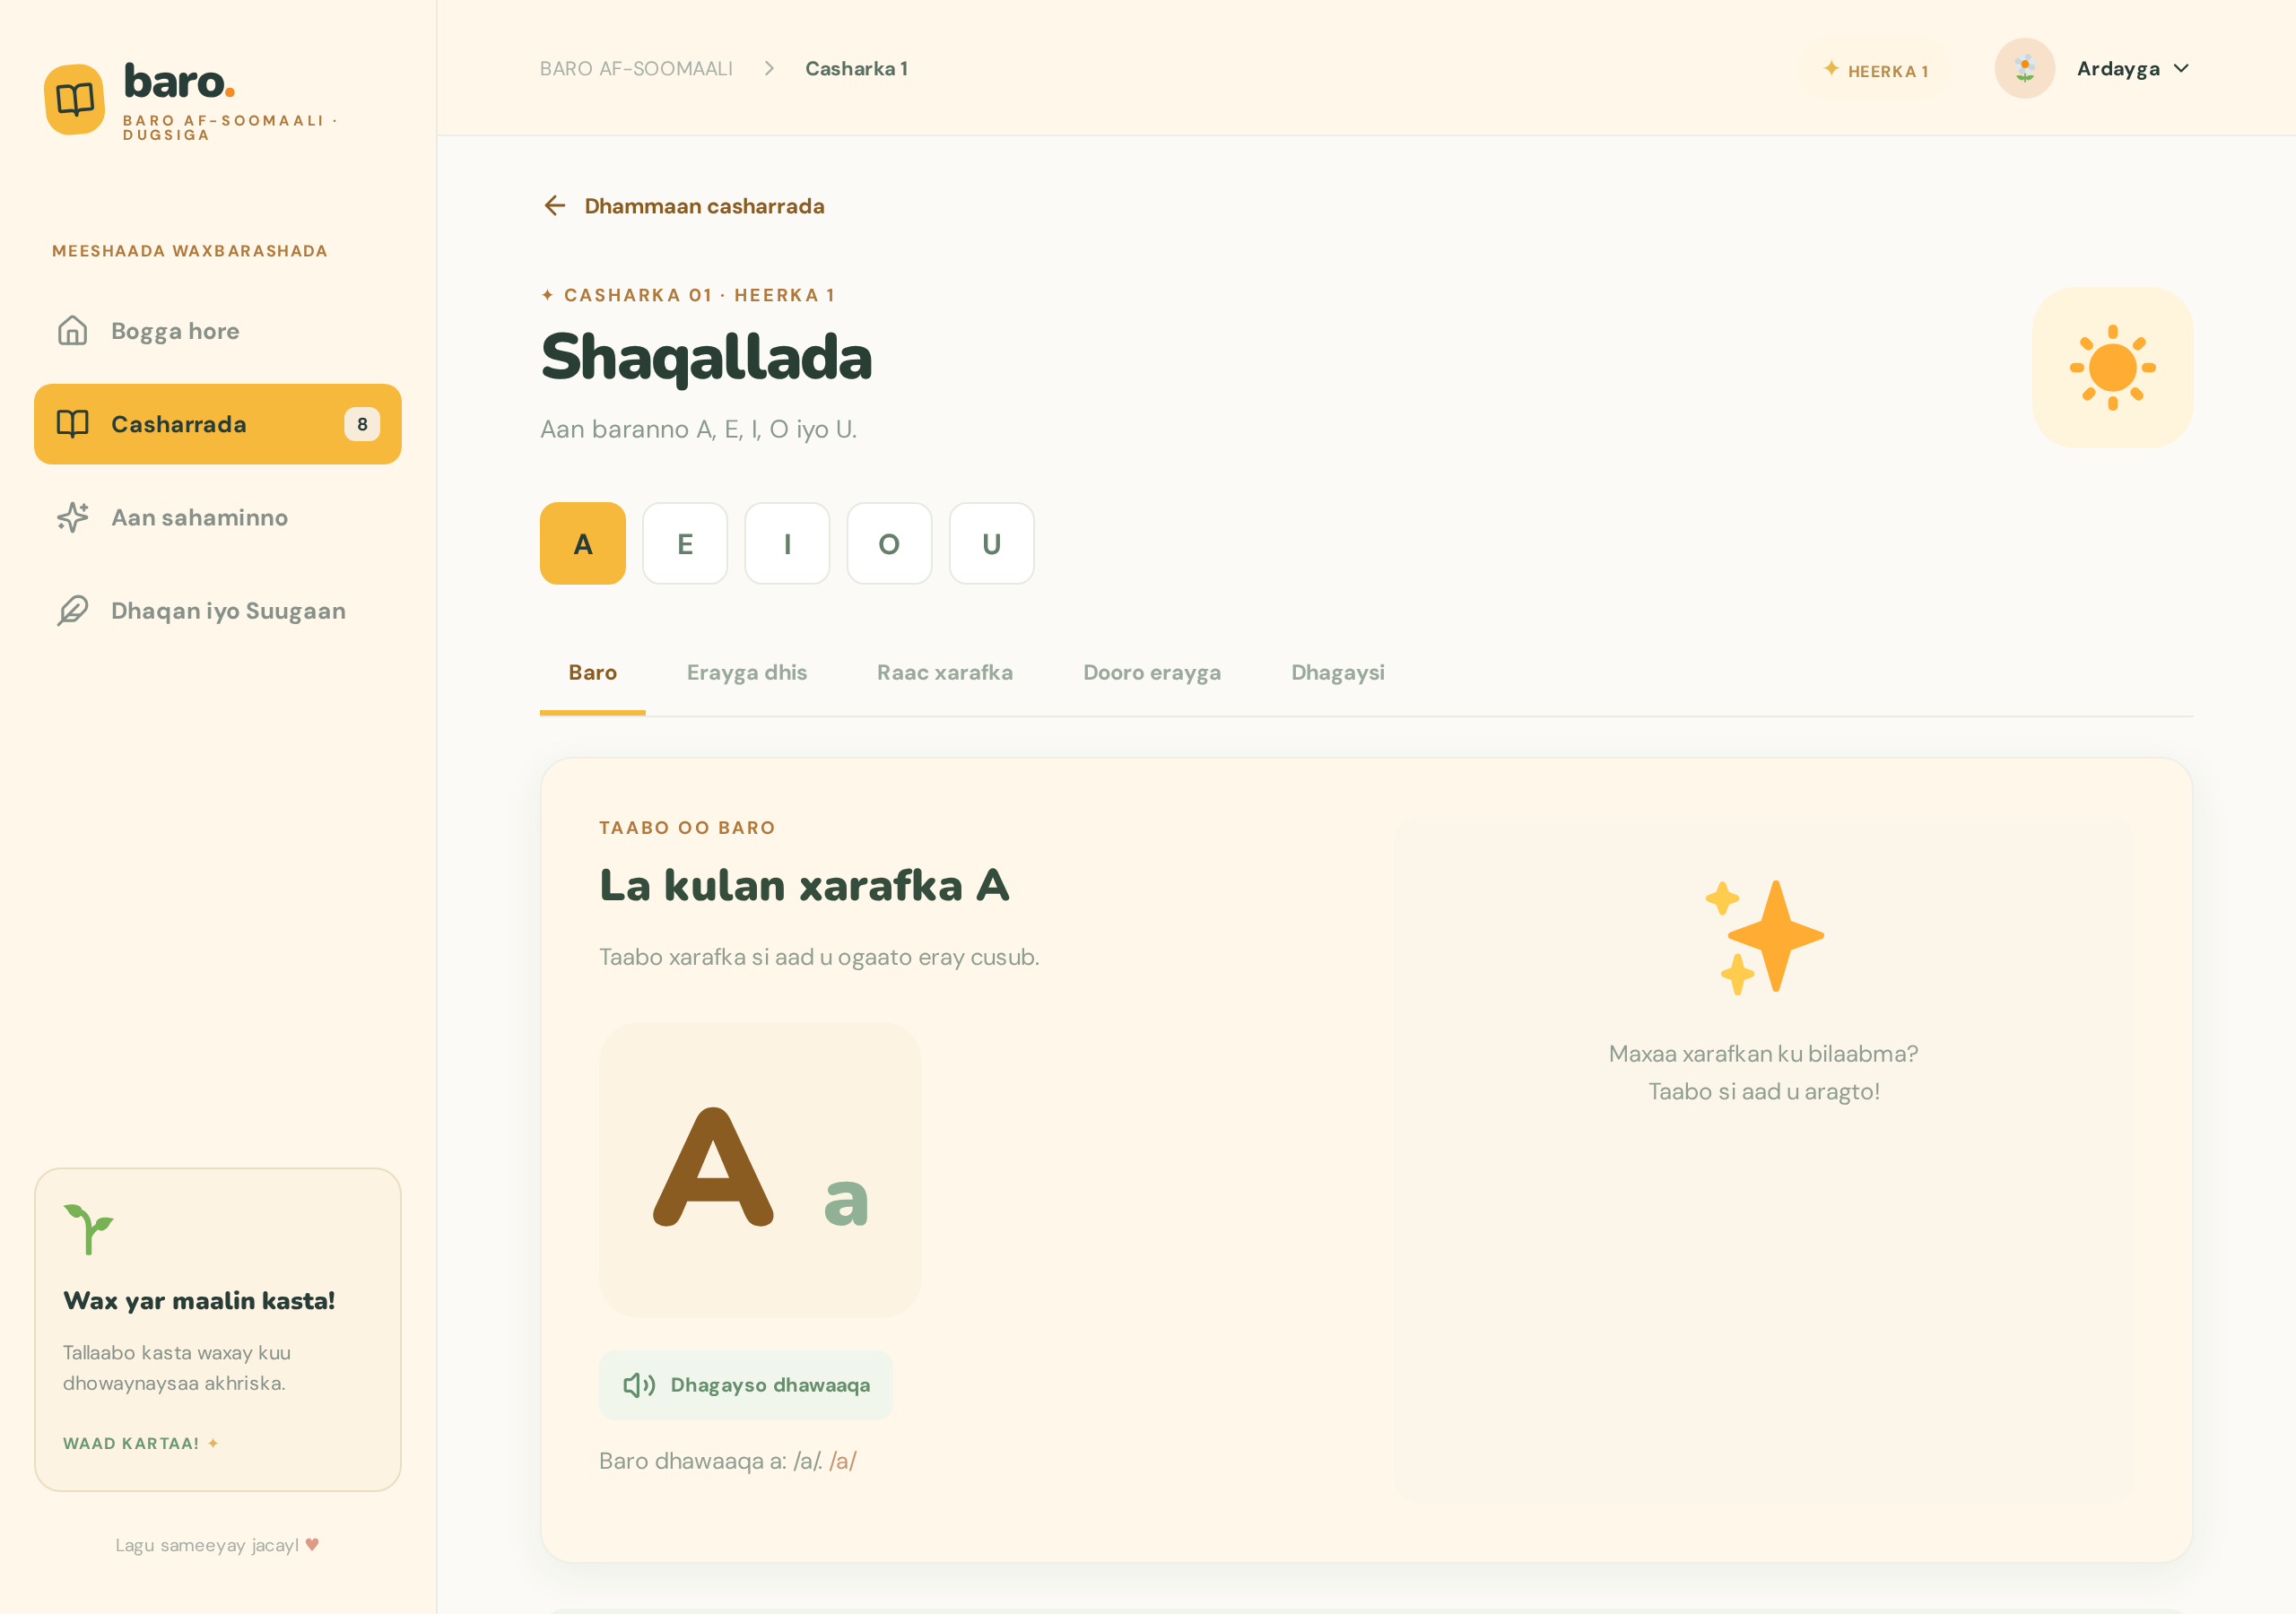 baro.
BARO AF-SOOMAALI ·
DUGSIGA
MEESHAADA WAXBARASHADA
Bogga hore
Casharrada 8
Aan sahaminno
Dhaqan iyo Suugaan
Wax yar maalin kasta!
Tallaabo kasta waxay kuu
dhowaynaysaa akhriska.
WAAD KARTAA! ✦
Lagu sameeyay jacayl ♥
BARO AF-SOOMAALI > Casharka 1
✦ HEERKA 1
Ardayga
← Dhammaan casharrada
✦ CASHARKA 01 · HEERKA 1
Shaqallada
Aan baranno A, E, I, O iyo U.
A E I O U
Baro Erayga dhis Raac xarafka Dooro erayga Dhagaysi
TAABO OO BARO
La kulan xarafka A
Taabo xarafka si aad u ogaato eray cusub.
A a
Dhagayso dhawaaqa
Baro dhawaaqa a: /a/. /a/
Maxaa xarafkan ku bilaabma?
Taabo si aad u aragto!